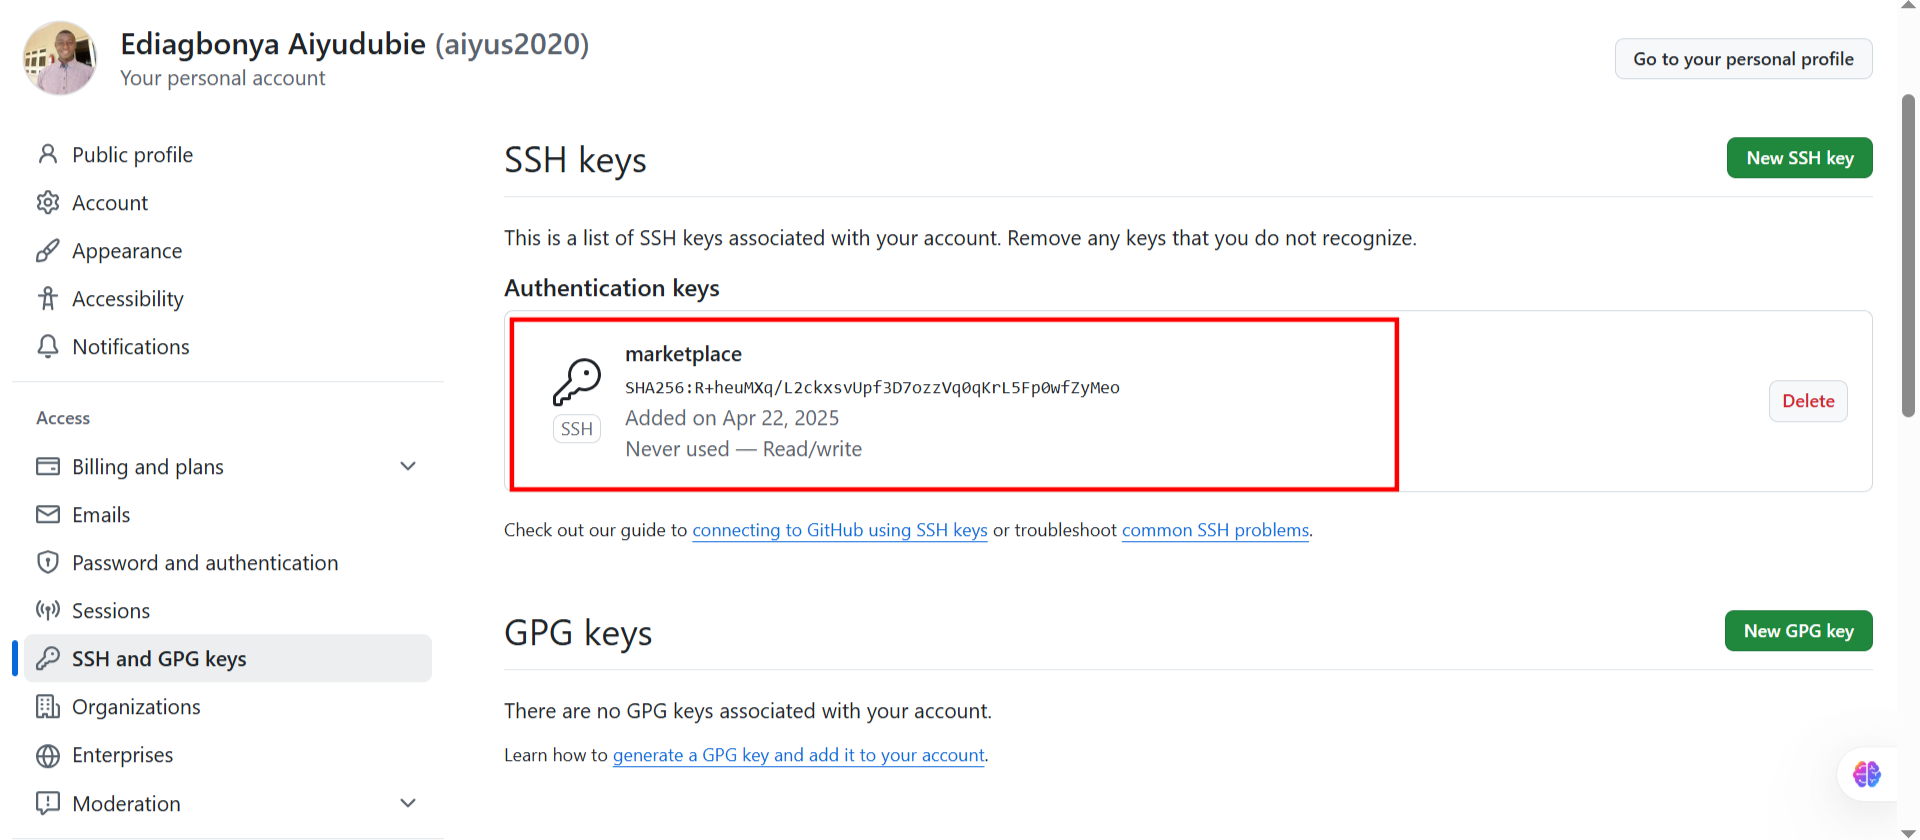 Ediagbonya Aiyudubie (aiyus2020)
Your personal account
Go to your personal profile
Public profile
Account
Appearance
Accessibility
Notifications
Access
Billing and plans
Emails
Password and authentication
Sessions
SSH and GPG keys
Organizations
Enterprises
Moderation
SSH keys
New SSH key
This is a list of SSH keys associated with your account. Remove any keys that you do not recognize.
Authentication keys
marketplace
SHA256:R+heuMXq/L2ckxsvUpf3D7ozzVq0qKrL5Fp0wfZyMeo
SSH
Added on Apr 22, 2025
Never used — Read/write
Delete
Check out our guide to connecting to GitHub using SSH keys or troubleshoot common SSH problems.
GPG keys
New GPG key
There are no GPG keys associated with your account.
Learn how to generate a GPG key and add it to your account.